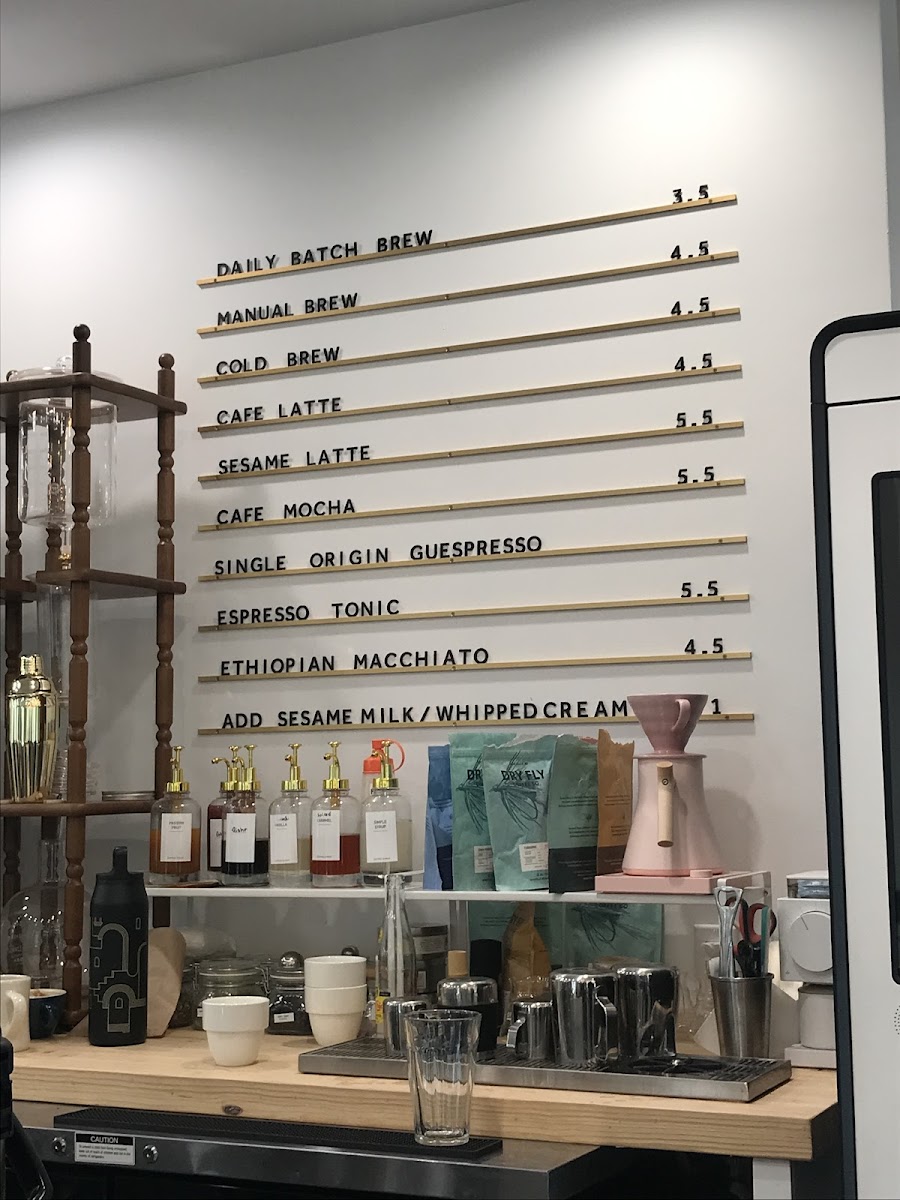 DAILY BATCH BREW 3.5
MANUAL BREW 4.5
COLD BREW 4.5
CAFE LATTE 4.5
SESAME LATTE 5.5
CAFE MOCHA 5.5
SINGLE ORIGIN GUESPRESSO
ESPRESSO TONIC 5.5
ETHIOPIAN MACCHIATO 4.5
ADD SESAME MILK/WHIPPED CREAM 1
DRY FLY
CAUTION